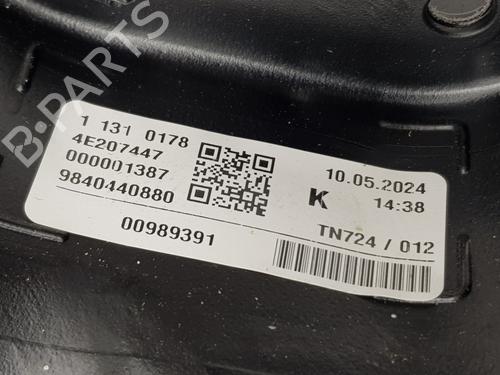 B-PARTS
1 131 0178
4E207447
000001387
9840440880
00989391
10.05.2024
K 14:38
TN724 / 012